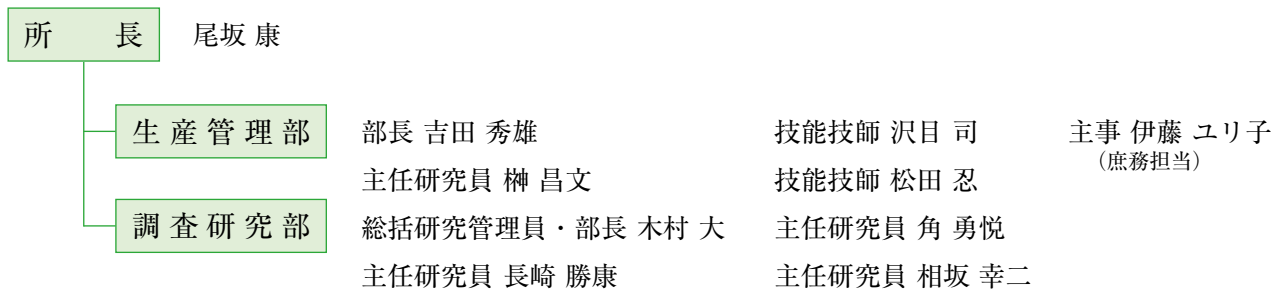 所　　長　尾坂 康
生産管理部　部長 吉田 秀雄　技能技師 沢目 司　主事 伊藤 ユリ子
（庶務担当）
主任研究員 榊 昌文　技能技師 松田 忍
調査研究部　総括研究管理員・部長 木村 大　主任研究員 角 勇悦
主任研究員 長崎 勝康　主任研究員 相坂 幸二